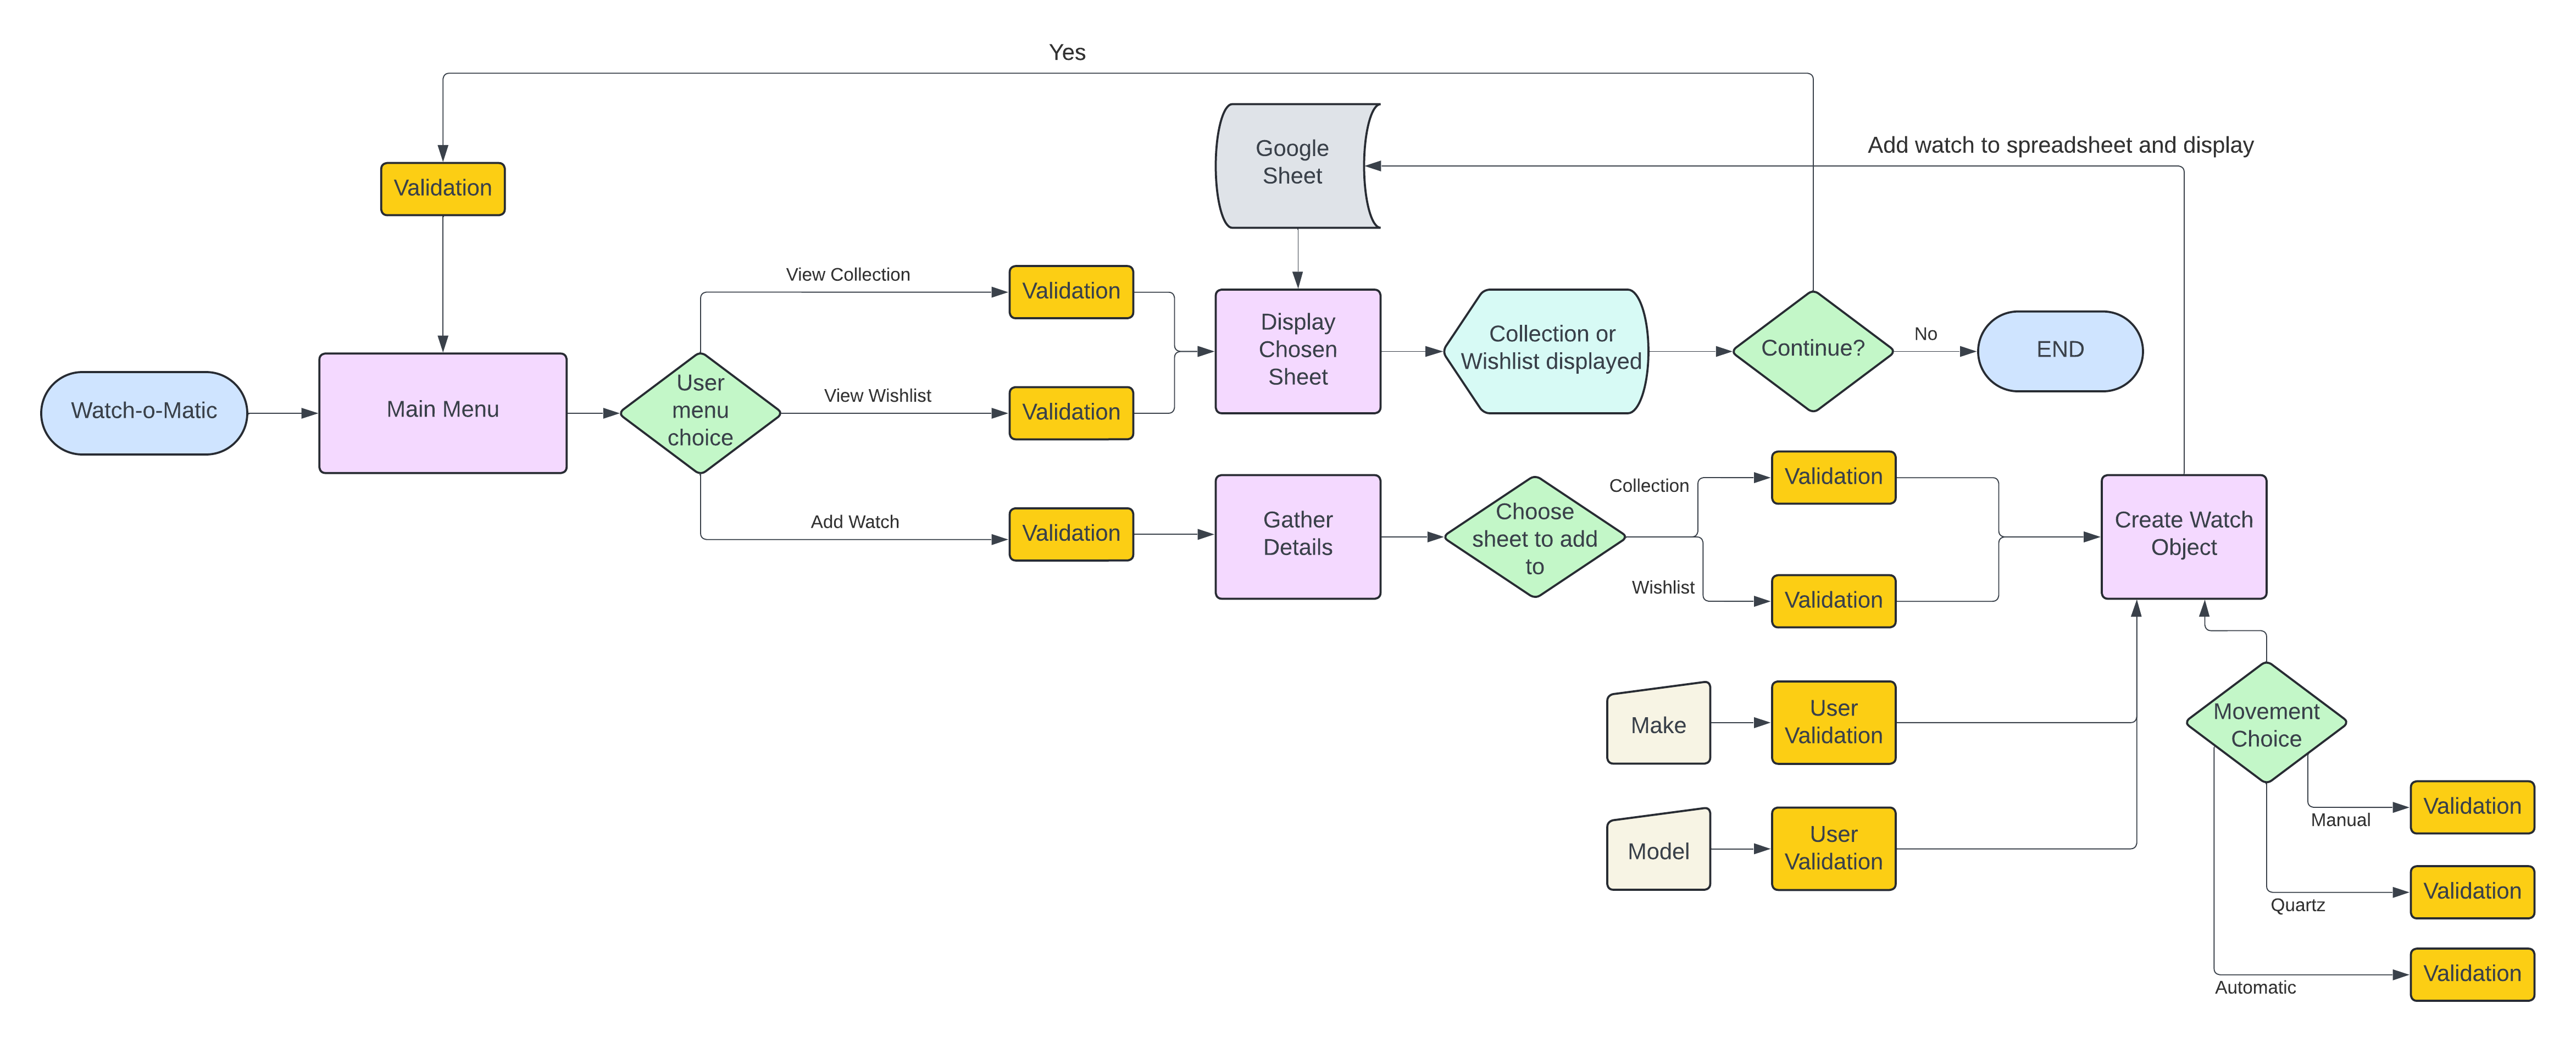 Yes
Google
Sheet
Add watch to spreadsheet and display
Validation
View Collection
Validation
Display
Chosen
Sheet
Collection or
Wishlist displayed
Continue?
No
END
Watch-o-Matic
Main Menu
User
menu
choice
View Wishlist
Validation
Add Watch
Validation
Gather
Details
Choose
sheet to add
to
Collection
Validation
Wishlist
Validation
Create Watch
Object
Make
User
Validation
Movement
Choice
Model
User
Validation
Manual
Validation
Quartz
Validation
Automatic
Validation